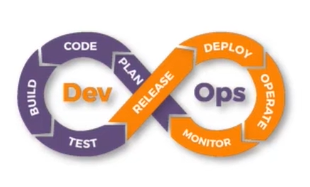 CODE
DEPLOY
PLAN
BUILD
Dev
RELEASE
Ops
OPERATE
TEST
MONITOR